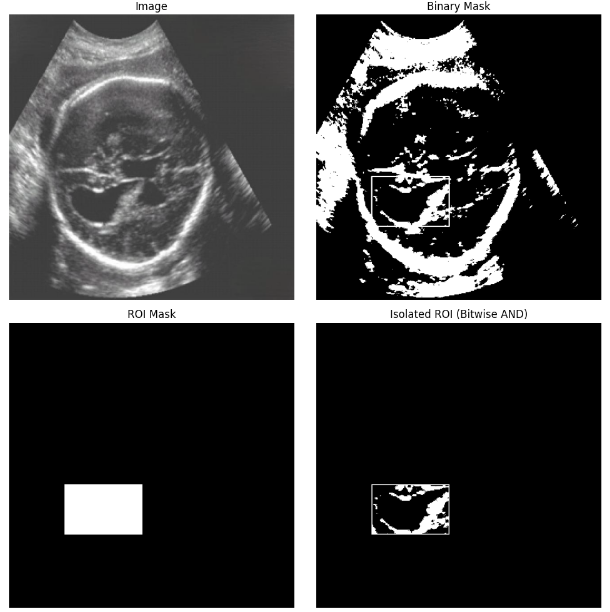 Image
Binary Mask
ROI Mask
Isolated ROI (Bitwise AND)